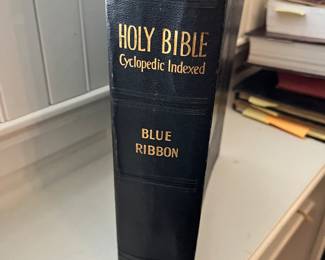 HOLY BIBLE
Cyclopedic Indexed
BLUE
RIBBON